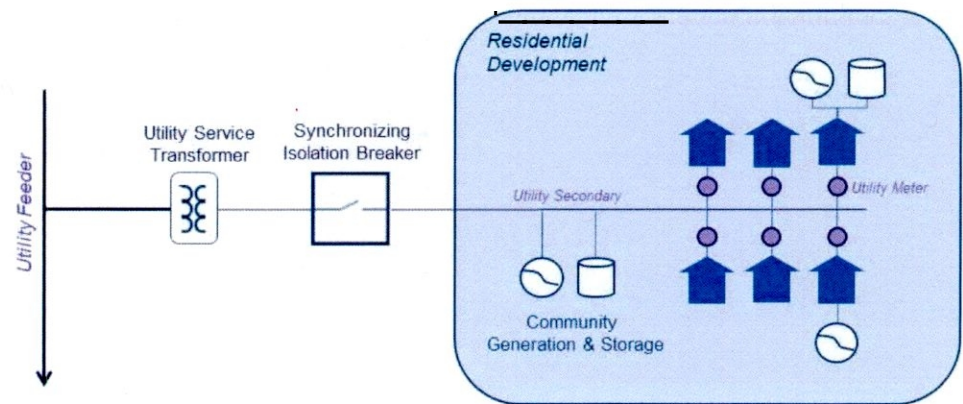 Residential
Development
Utility Service
Transformer
Synchronizing
Isolation Breaker
Utility Feeder
Utility Secondary
Utility Meter
Community
Generation & Storage